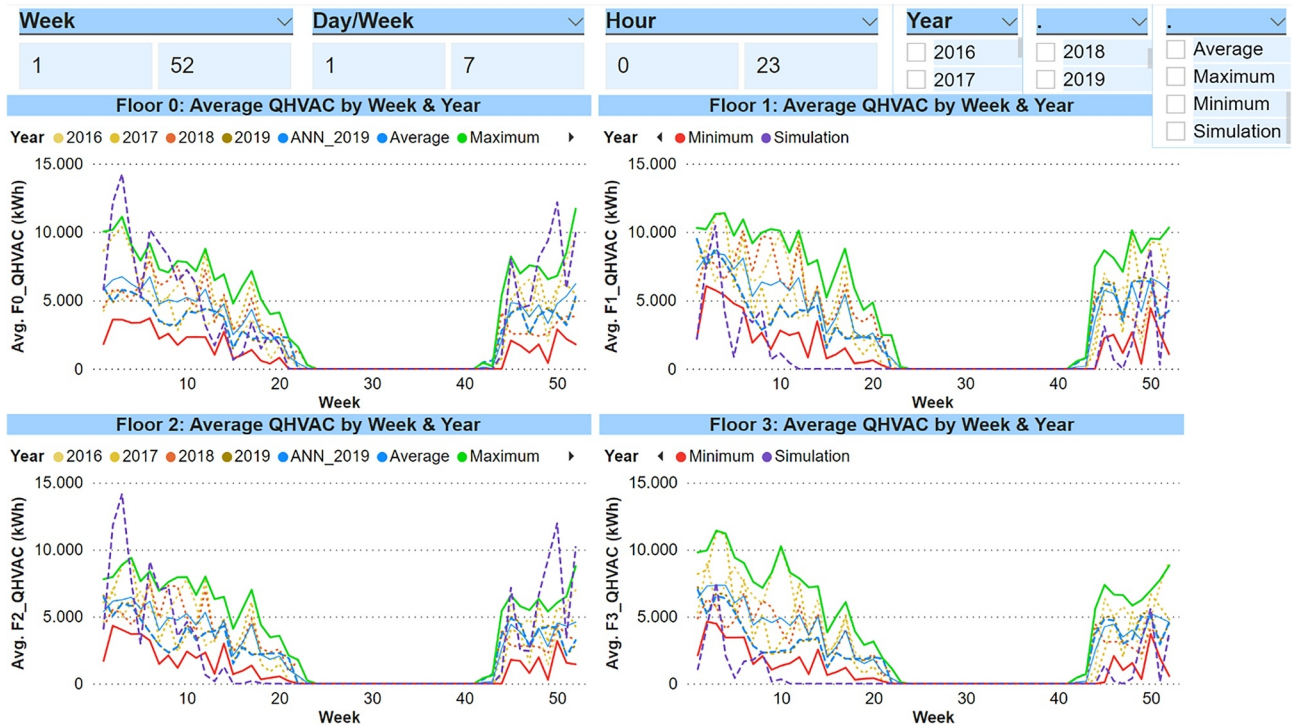 Week Day/Week Hour Year . .
1 52 1 7 0 23
2016 2018 Average
2017 2019 Maximum
Minimum
Simulation
Floor 0: Average QHVAC by Week & Year
Year 2016 2017 2018 2019 ANN_2019 Average Maximum
Avg. F0_QHVAC (kWh)
15.000
10.000
5.000
0
10 20 30 40 50
Week
Floor 1: Average QHVAC by Week & Year
Year Minimum Simulation
Avg. F1_QHVAC (kWh)
15.000
10.000
5.000
0
10 20 30 40 50
Week
Floor 2: Average QHVAC by Week & Year
Year 2016 2017 2018 2019 ANN_2019 Average Maximum
Avg. F2_QHVAC (kWh)
15.000
10.000
5.000
0
10 20 30 40 50
Week
Floor 3: Average QHVAC by Week & Year
Year Minimum Simulation
Avg. F3_QHVAC (kWh)
15.000
10.000
5.000
0
10 20 30 40 50
Week